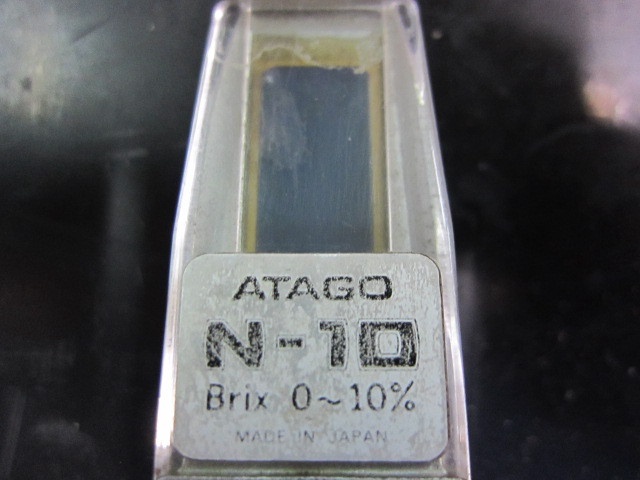 ATAGO
N-10
Brix 0~10%
MADE IN JAPAN